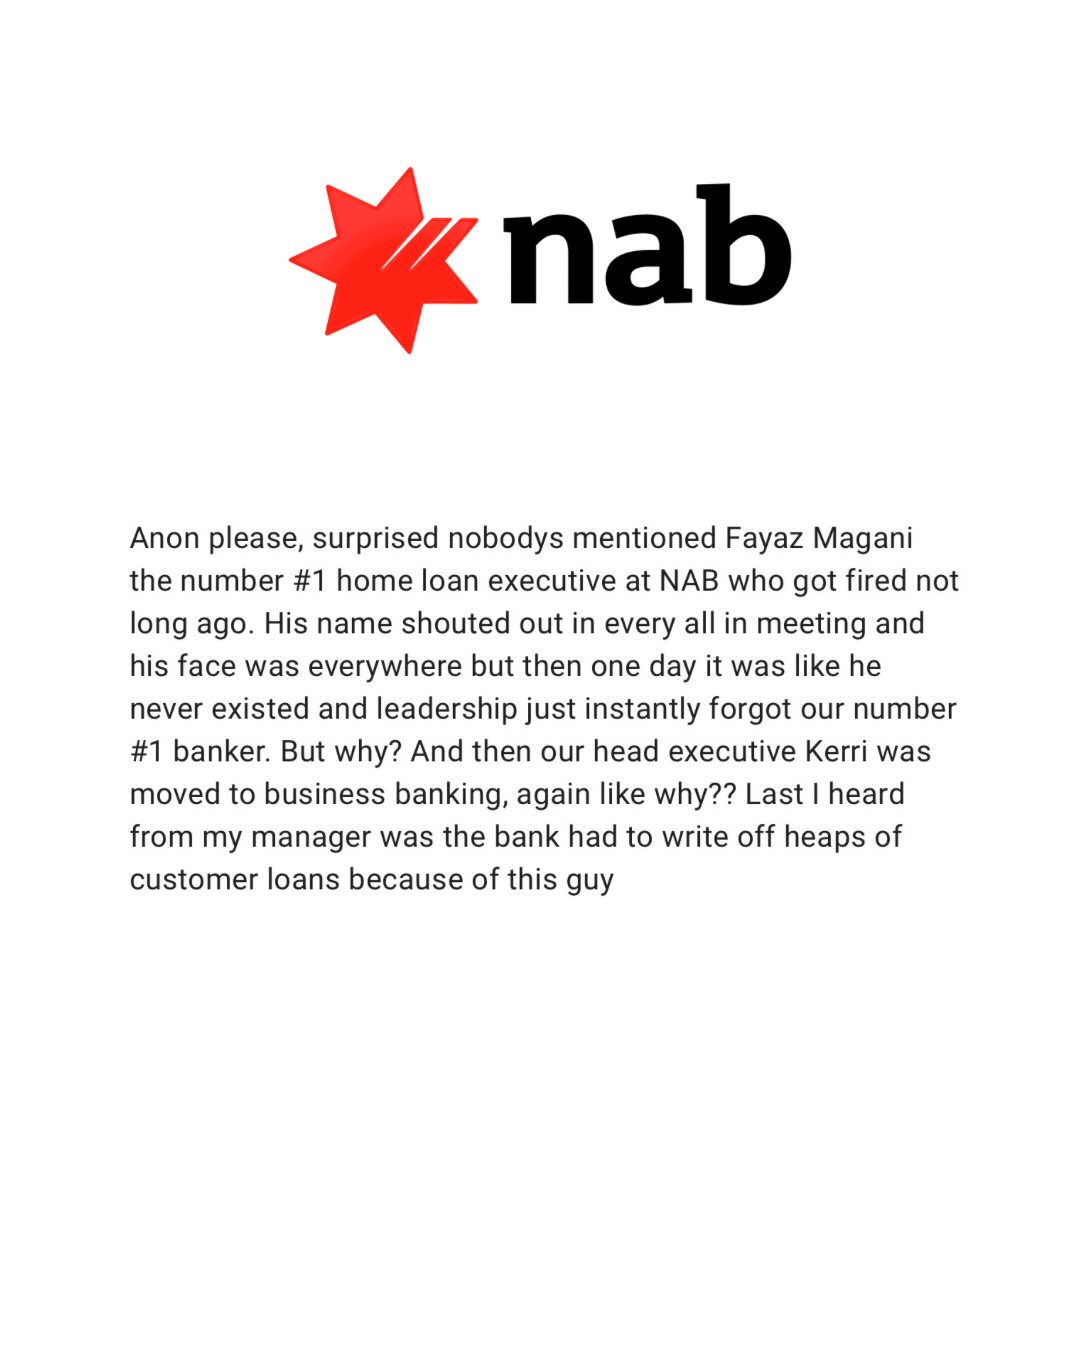 nab
Anon please, surprised nobodys mentioned Fayaz Magani
the number #1 home loan executive at NAB who got fired not
long ago. His name shouted out in every all in meeting and
his face was everywhere but then one day it was like he
never existed and leadership just instantly forgot our number
#1 banker. But why? And then our head executive Kerri was
moved to business banking, again like why?? Last I heard
from my manager was the bank had to write off heaps of
customer loans because of this guy